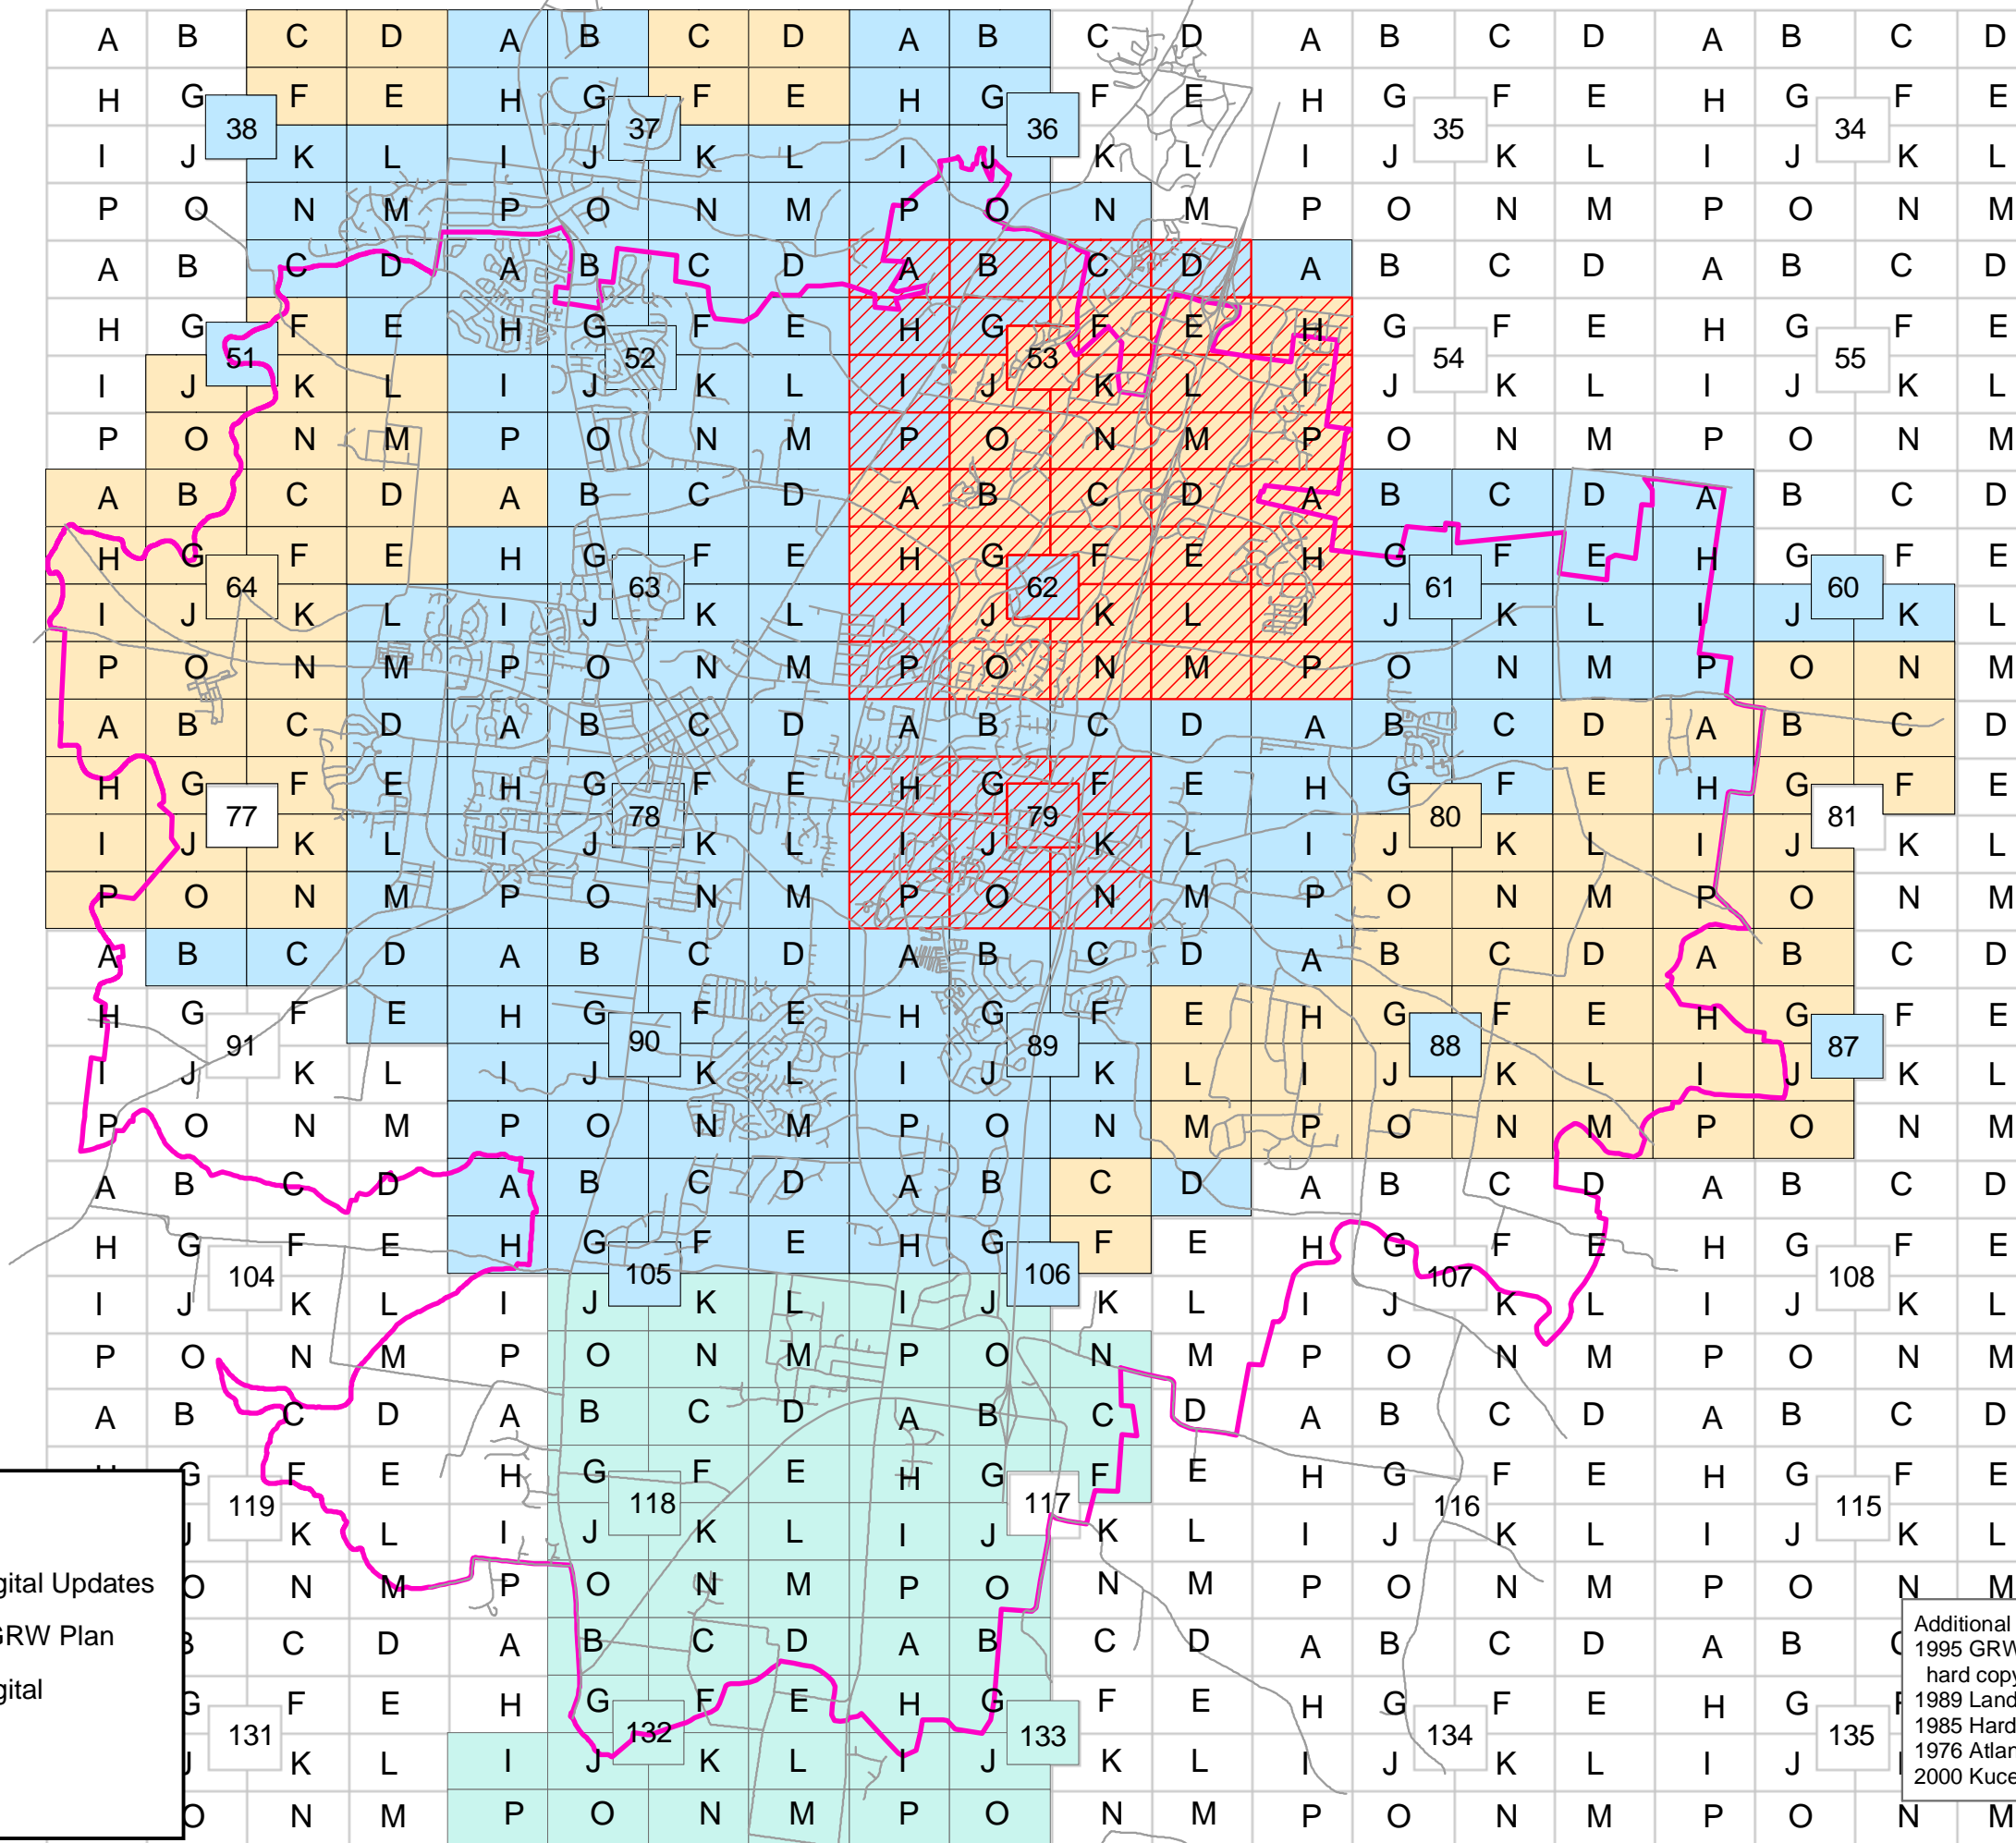 A B C D A B C D A B C D A B C D A B C D
H G F E H G F E H G F E H G F E H G F E
38 37 36 35 34
I J K L I J K L I J K L I J K L I J K L
P O N M P O N M P O N M P O N M P O N M
A B C D A B C D A B C D A B C D A B C D
H G F E H G F E H G F E H G F E H G F E
51 52 53 54 55
I J K L I J K L I J K L I J K L I J K L
P O N M P O N M P O N M P O N M P O N M
A B C D A B C D A B C D A B C D A B C D
H G F E H G F E H G F E H G F E H G F E
64 63 62 61 60
I J K L I J K L I J K L I J K L I J K L
P O N M P O N M P O N M P O N M P O N M
A B C D A B C D A B C D A B C D A B C D
H G F E H G F E H G F E H G F E H G F E
77 78 79 80 81
I J K L I J K L I J K L I J K L I J K L
P O N M P O N M P O N M P O N M P O N M
A B C D A B C D A B C D A B C D A B C D
H G F E H G F E H G F E H G F E H G F E
91 90 89 88 87
I J K L I J K L I J K L I J K L I J K L
P O N M P O N M P O N M P O N M P O N M
A B C D A B C D A B C D A B C D A B C D
H G F E H G F E H G F E H G F E H G F E
104 105 106 107 108
I J K L I J K L I J K L I J K L I J K L
P O N M P O N M P O N M P O N M P O N M
A B C D A B C D A B C D A B C D A B C D
G F E H G F E H G F E H G F E H G F E
119 118 117 116 115
J K L I J K L I J K L I J K L I J K L
gital Updates
O N M P O N M P O N M P O N M P O N M
GRW Plan
B C D A B C D A B C D A B C D A B
gital
G F E H G F E H G F E H G F E H G
131 132 133 134 135
J K L I J K L I J K L I J K L I J
O N M P O N M P O N M P O N M P O N M
Additional
1995 GRW
hard copy
1989 Land
1985 Hard
1976 Atlan
2000 Kuce